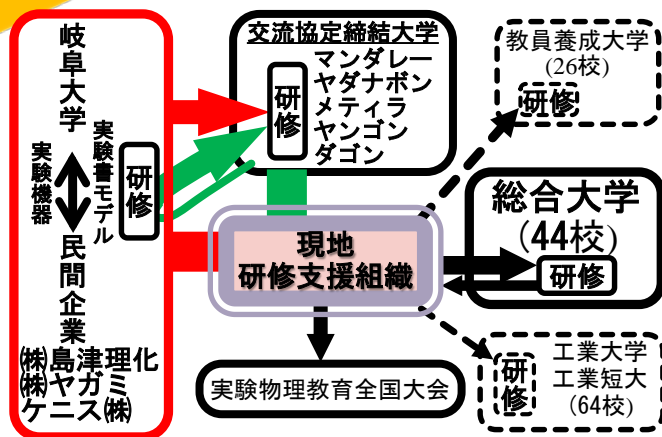 岐阜大学
実験機器
実験書モデル
研修
民間企業
㈱島津理化
㈱ヤガミ
ケニス㈱
交流協定締結大学
研修
マンダレー
ヤダナボン
メティラ
ヤンゴン
ダゴン
教員養成大学
(26校)
研修
総合大学
(44校)
研修
現地
研修支援組織
実験物理教育全国大会
研修
工業大学
工業短大
(64校)